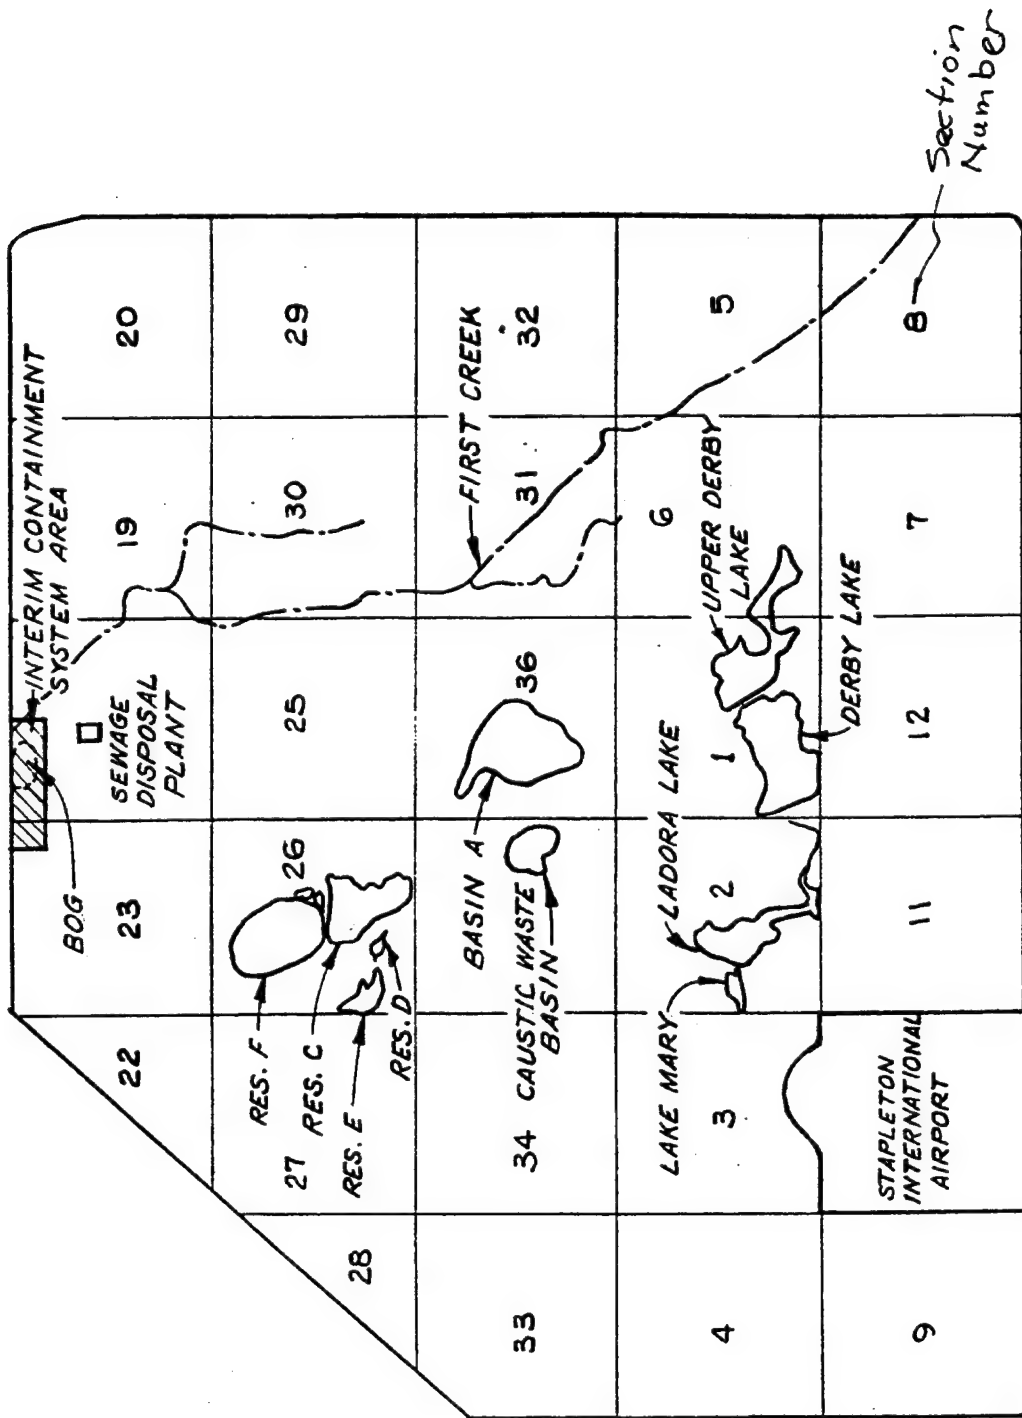 Section
Number
INTERIM CONTAINMENT
SYSTEM AREA
20
19
SEWAGE
DISPOSAL
PLANT
BOG
23
22
29
30
25
26
RES. F
27
RES. C
RES. E
RES. D
28
FIRST CREEK
32
31
36
BASIN A
CAUSTIC WASTE
BASIN
34
33
5
6
UPPER DERBY
LAKE
1
LADORA LAKE
2
LAKE MARY
3
4
8
7
DERBY LAKE
12
11
STAPLETON
INTERNATIONAL
AIRPORT
9